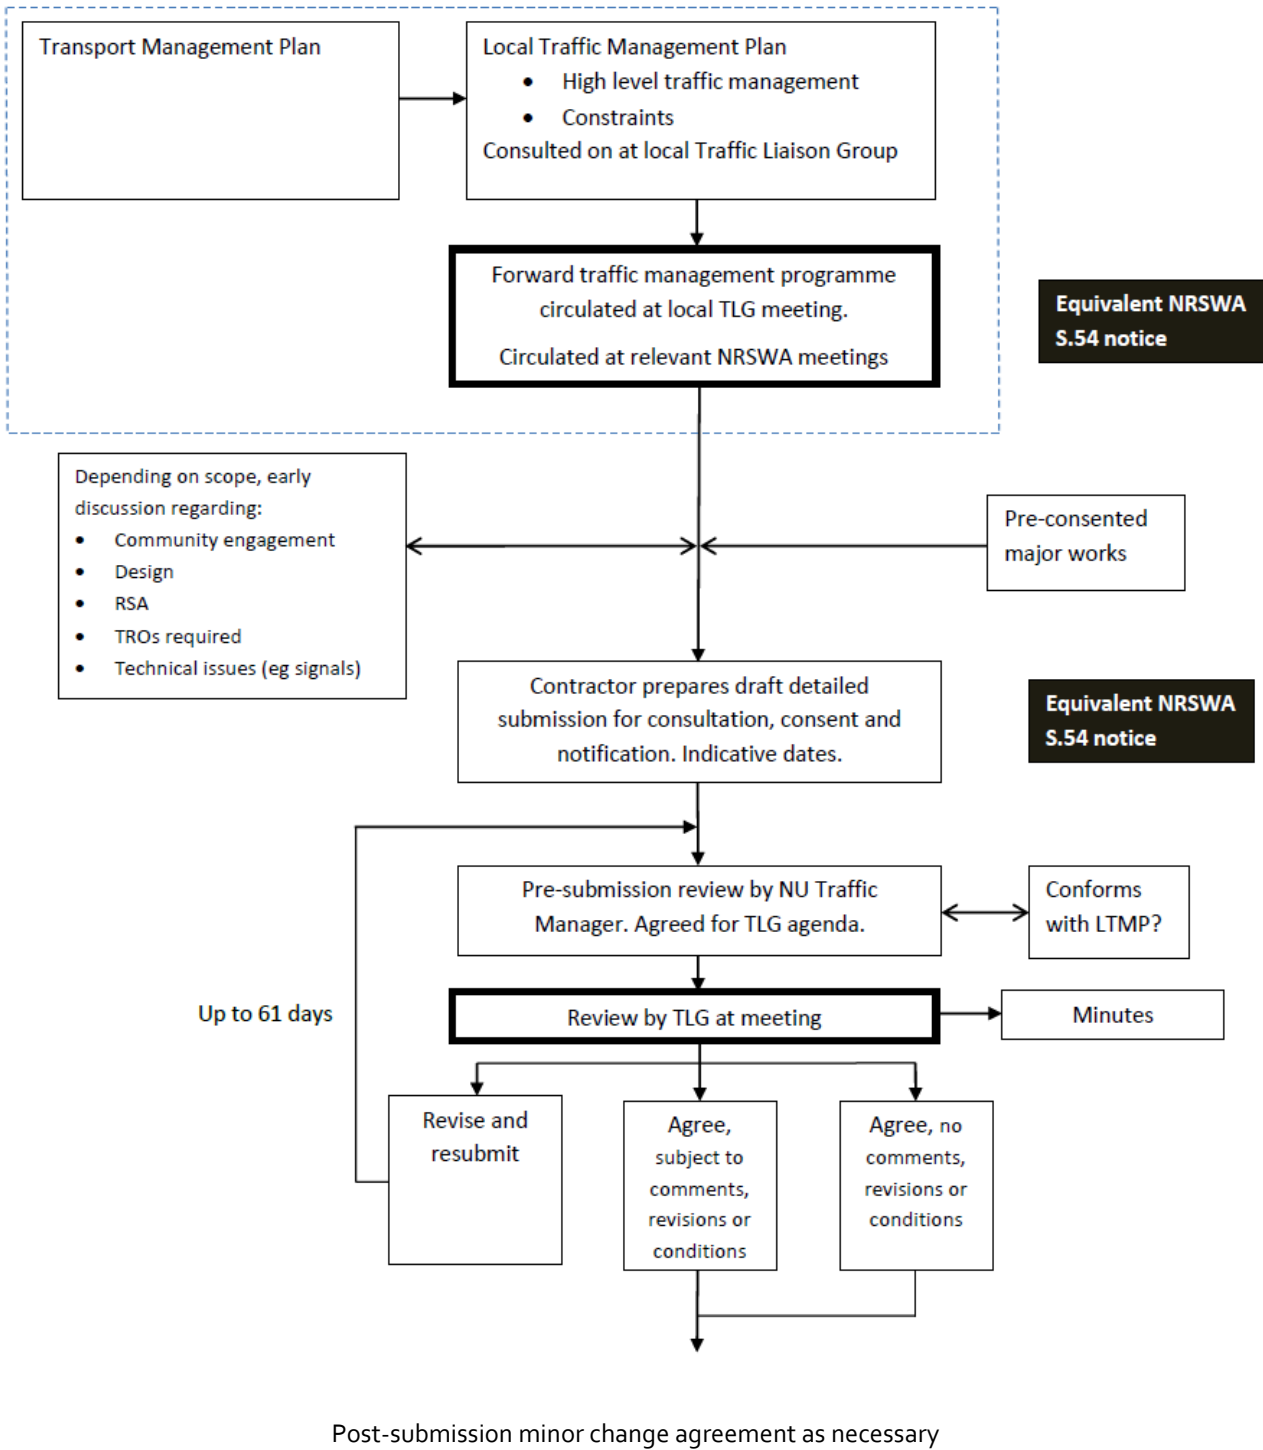 Transport Management Plan
Local Traffic Management Plan
• High level traffic management
• Constraints
Consulted on at local Traffic Liaison Group
Forward traffic management programme
circulated at local TLG meeting.
Circulated at relevant NRSWA meetings
Equivalent NRSWA
S.54 notice
Depending on scope, early
discussion regarding:
• Community engagement
• Design
• RSA
• TROs required
• Technical issues (eg signals)
Pre-consented
major works
Contractor prepares draft detailed
submission for consultation, consent and
notification. Indicative dates.
Equivalent NRSWA
S.54 notice
Pre-submission review by NU Traffic
Manager. Agreed for TLG agenda.
Conforms
with LTMP?
Up to 61 days
Review by TLG at meeting
Minutes
Revise and
resubmit
Agree,
subject to
comments,
revisions or
conditions
Agree, no
comments,
revisions or
conditions
Post-submission minor change agreement as necessary